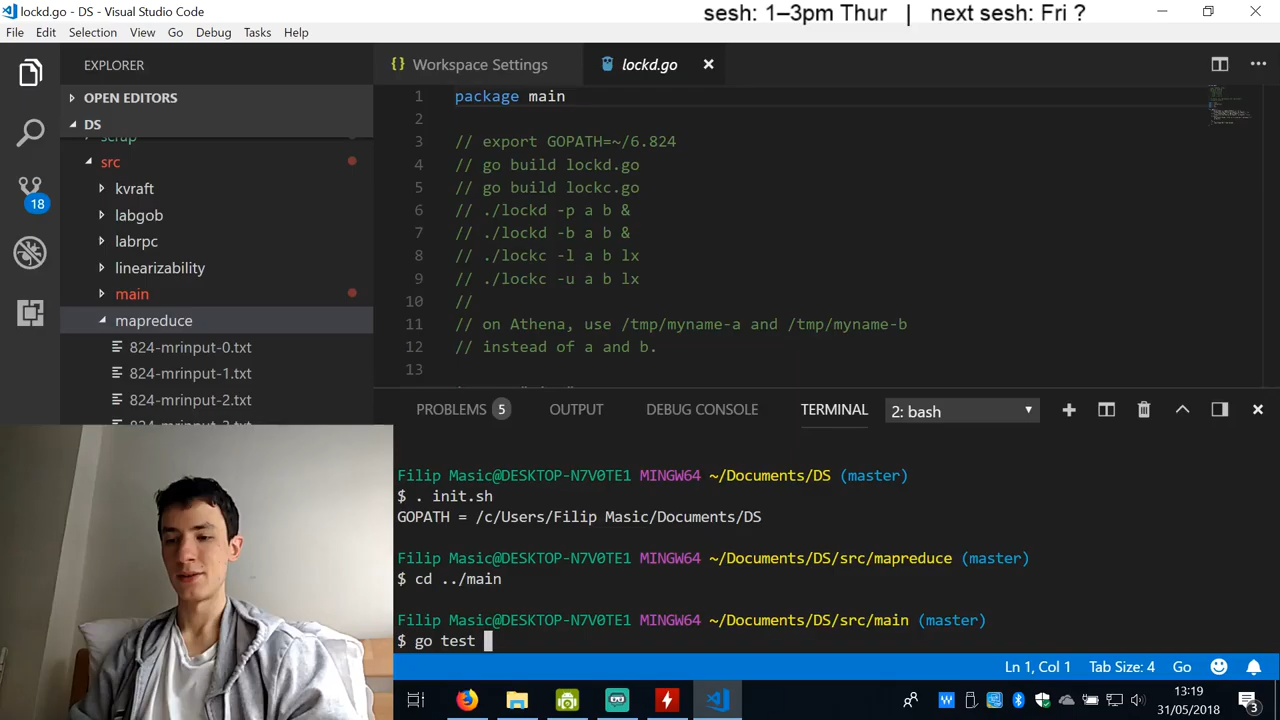 lockd.go - DS - Visual Studio Code
sesh: 1–3pm Thur | next sesh: Fri ?
File Edit Selection View Go Debug Tasks Help
EXPLORER
OPEN EDITORS
DS
src
kvraft
labgob
labrpc
linearizability
main
mapreduce
824-mrinput-0.txt
824-mrinput-1.txt
824-mrinput-2.txt
18
{} Workspace Settings
lockd.go
1 package main
2
3 // export GOPATH=~/6.824
4 // go build lockd.go
5 // go build lockc.go
6 // ./lockd -p a b &
7 // ./lockd -b a b &
8 // ./lockc -l a b lx
9 // ./lockc -u a b lx
10 //
11 // on Athena, use /tmp/myname-a and /tmp/myname-b
12 // instead of a and b.
13
PROBLEMS 5 OUTPUT DEBUG CONSOLE TERMINAL 2: bash
Filip Masic@DESKTOP-N7V0TE1 MINGW64 ~/Documents/DS (master)
$ . init.sh
GOPATH = /c/Users/Filip Masic/Documents/DS
Filip Masic@DESKTOP-N7V0TE1 MINGW64 ~/Documents/DS/src/mapreduce (master)
$ cd ../main
Filip Masic@DESKTOP-N7V0TE1 MINGW64 ~/Documents/DS/src/main (master)
$ go test
Ln 1, Col 1 Tab Size: 4 Go
13:19
31/05/2018
3